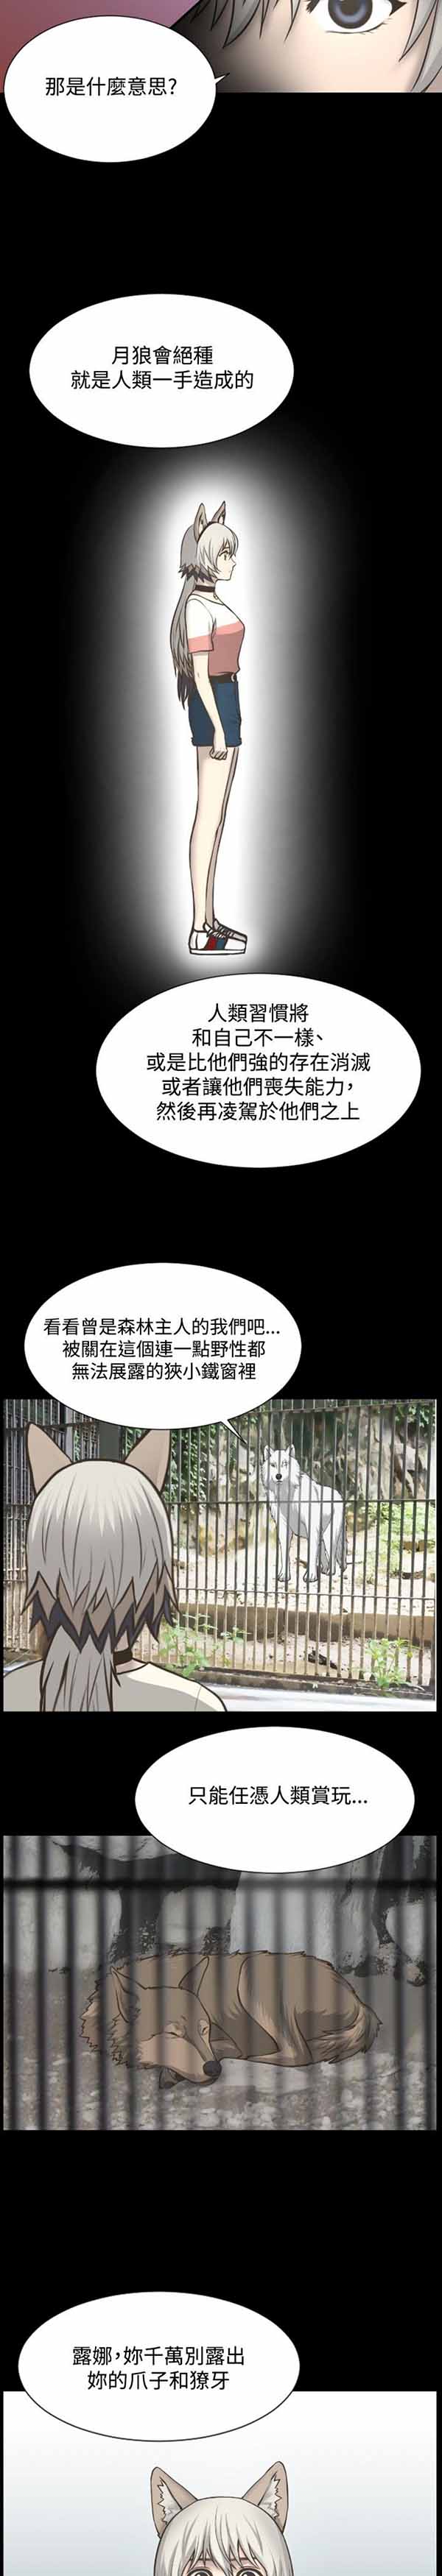 那是什麼意思?
月狼會絕種
就是人類一手造成的
人類習慣將
和自己不一樣、
或是比他們強的存在消滅
或者讓他們喪失能力,
然後再凌駕於他們之上
看看曾是森林主人的我們吧...
被關在這個連一點野性都
無法展露的狹小鐵窗裡
只能任憑人類賞玩...
露娜,妳千萬別露出
妳的爪子和獠牙